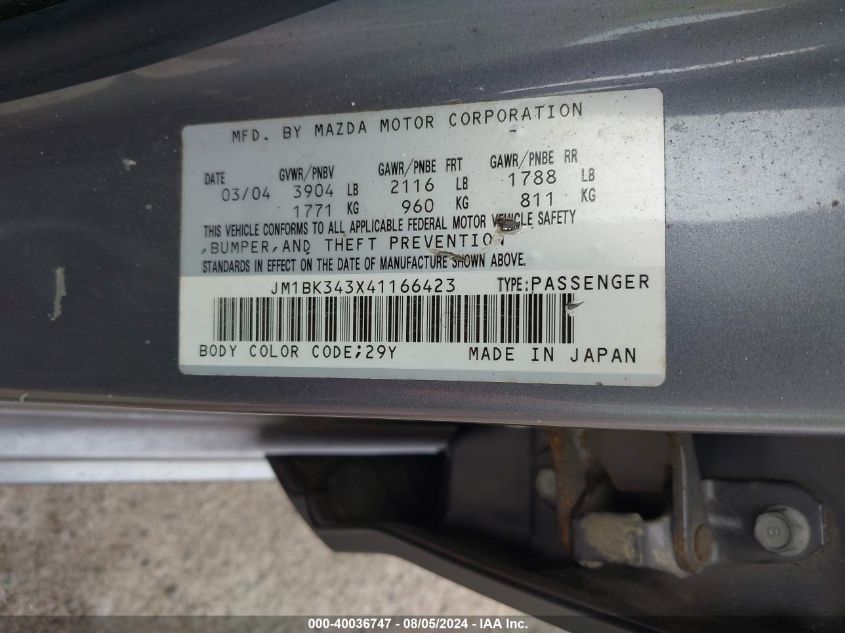 MFD. BY MAZDA MOTOR CORPORATION
DATE GVWR/PNBV GAWR/PNBE FRT GAWR/PNBE RR
03/04 3904 LB 2116 LB 1788 LB
1771 KG 960 KG 811 KG
THIS VEHICLE CONFORMS TO ALL APPLICABLE FEDERAL MOTOR VEHICLE SAFETY
,BUMPER,AND THEFT PREVENTION
STANDARDS IN EFFECT ON THE DATE OF MANUFACTURE SHOWN ABOVE.
JM1BK343X41166423 TYPE:PASSENGER
BODY COLOR CODE;29Y MADE IN JAPAN
8
000-40036747 - 08/05/2024 - IAA Inc.